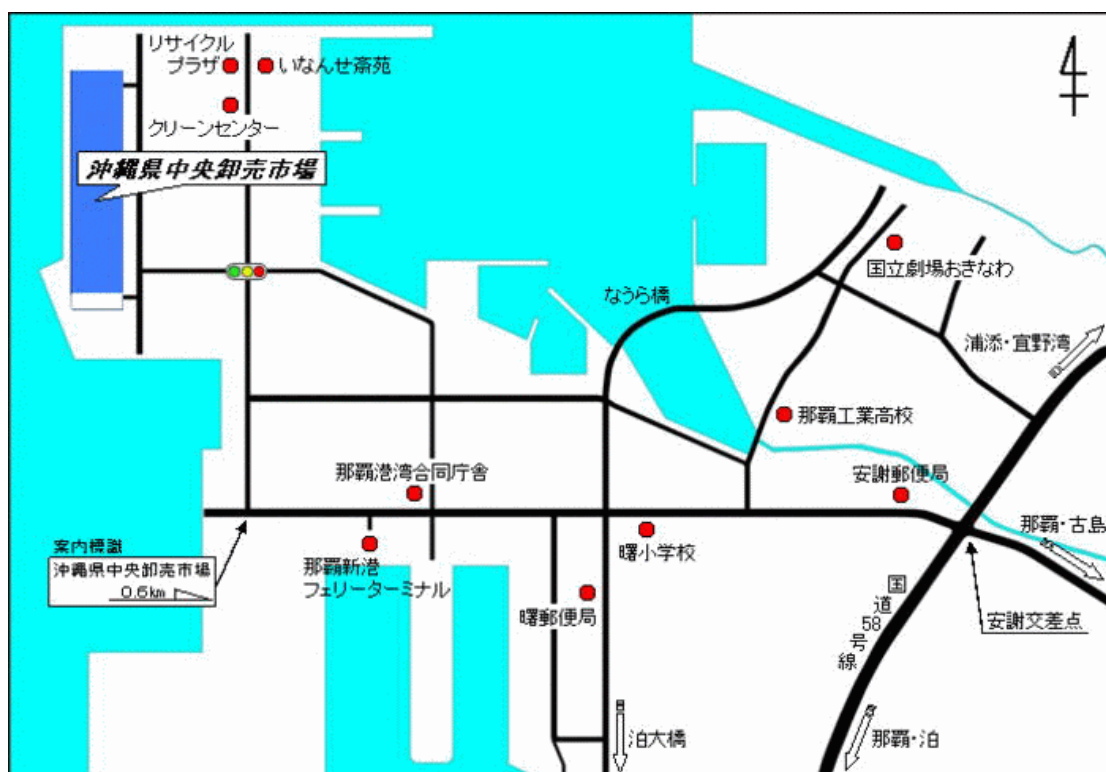 リサイクル
プラザ
いなんせ斎苑
クリーンセンター
沖縄県中央卸売市場
国立劇場おきなわ
なうら橋
浦添・宜野湾
那覇工業高校
那覇港湾合同庁舎
安謝郵便局
那覇・古島
案内標識
沖縄県中央卸売市場
0.6km
那覇新港
フェリーターミナル
曙小学校
曙郵便局
国道58号線
安謝交差点
泊大橋
那覇・泊